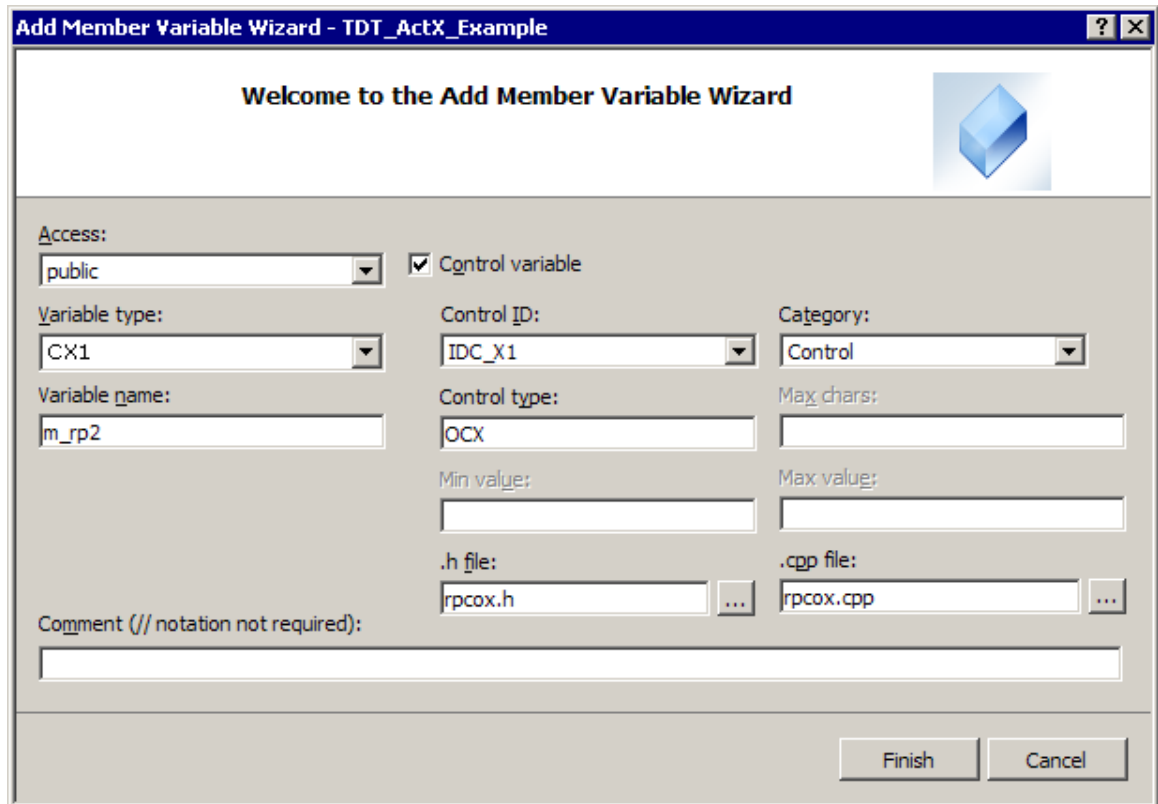 Add Member Variable Wizard - TDT_ActX_Example
Welcome to the Add Member Variable Wizard
Access:
public
Control variable
Variable type:
Control ID:
Category:
CX1
IDC_X1
Control
Variable name:
Control type:
Max chars:
m_rp2
OCX
Min value:
Max value:
.h file:
.cpp file:
rpcox.h
...
rpcox.cpp
...
Comment (// notation not required):
Finish
Cancel